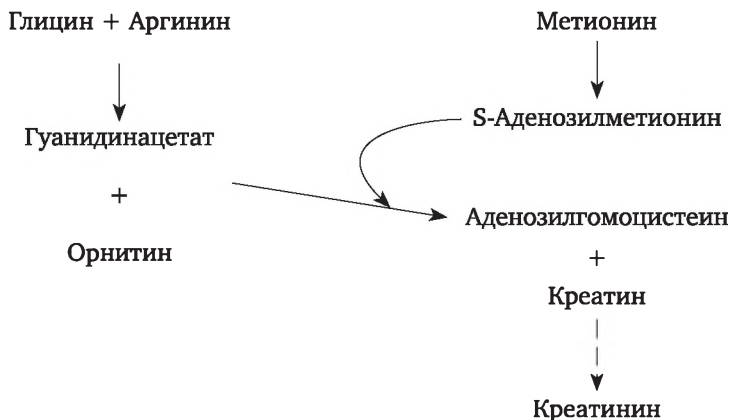 Глицин + Аргинин
Гуанидинацетат
+
Орнитин
Метионин
S-Аденозилметионин
Аденозилгомоцистеин
+
Креатин
Креатинин